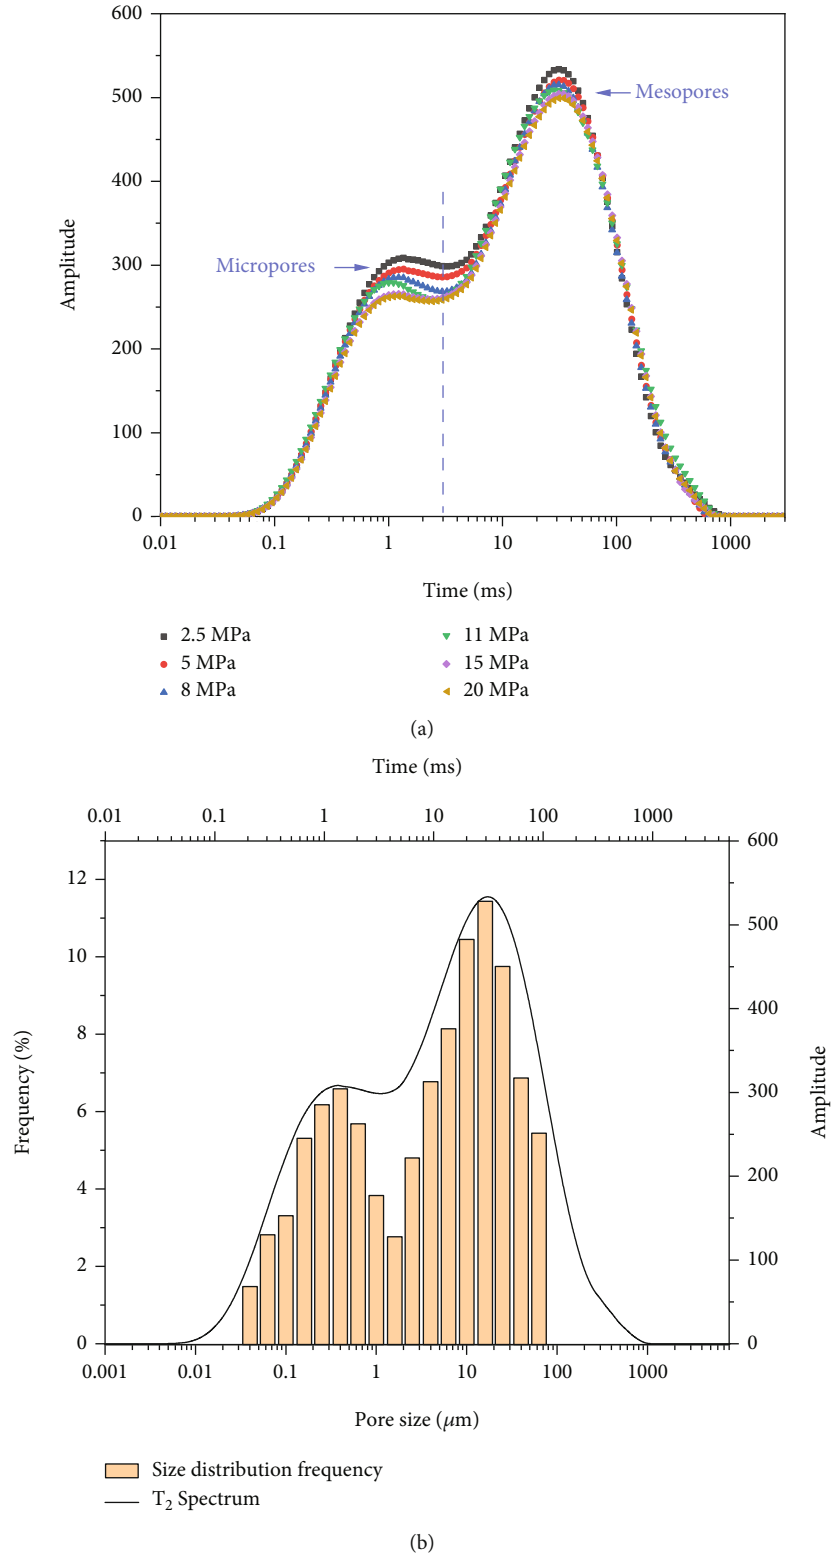 600
500
400
300
200
100
0
Amplitude
Micropores
Mesopores
0.01 0.1 1 10 100 1000
Time (ms)
2.5 MPa 11 MPa
5 MPa 15 MPa
8 MPa 20 MPa
(a)
Time (ms)
0.01 0.1 1 10 100 1000
12
10
8
6
4
2
0
Frequency (%)
600
500
400
300
200
100
0
Amplitude
0.001 0.01 0.1 1 10 100 1000
Pore size (μm)
Size distribution frequency
T₂ Spectrum
(b)